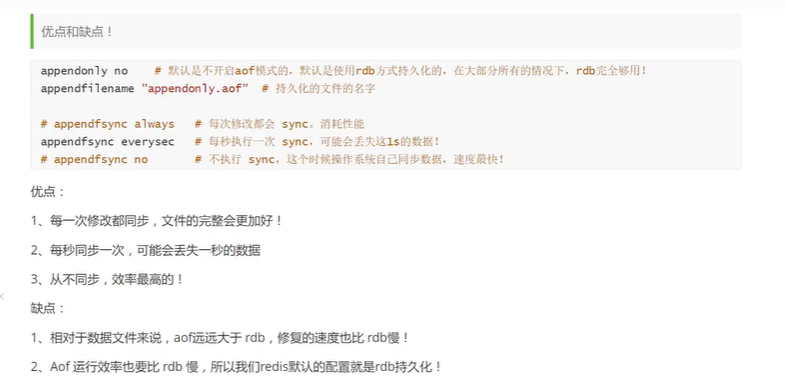 优点和缺点！
appendonly no # 默认是不开启aof模式的，默认是使用rdb方式持久化的，在大部分所有的情况下，rdb完全够用！
appendfilename "appendonly.aof" # 持久化的文件的名字
# appendfsync always # 每次修改都会 sync。消耗性能
appendfsync everysec # 每秒执行一次 sync，可能会丢失这1s的数据！
# appendfsync no # 不执行 sync，这个时候操作系统自己同步数据，速度最快！
优点：
1、每一次修改都同步，文件的完整会更加好！
2、每秒同步一次，可能会丢失一秒的数据
3、从不同步，效率最高的！
缺点：
1、相对于数据文件来说，aof远远大于 rdb，修复的速度也比 rdb慢！
2、Aof 运行效率也要比 rdb 慢，所以我们redis默认的配置就是rdb持久化！